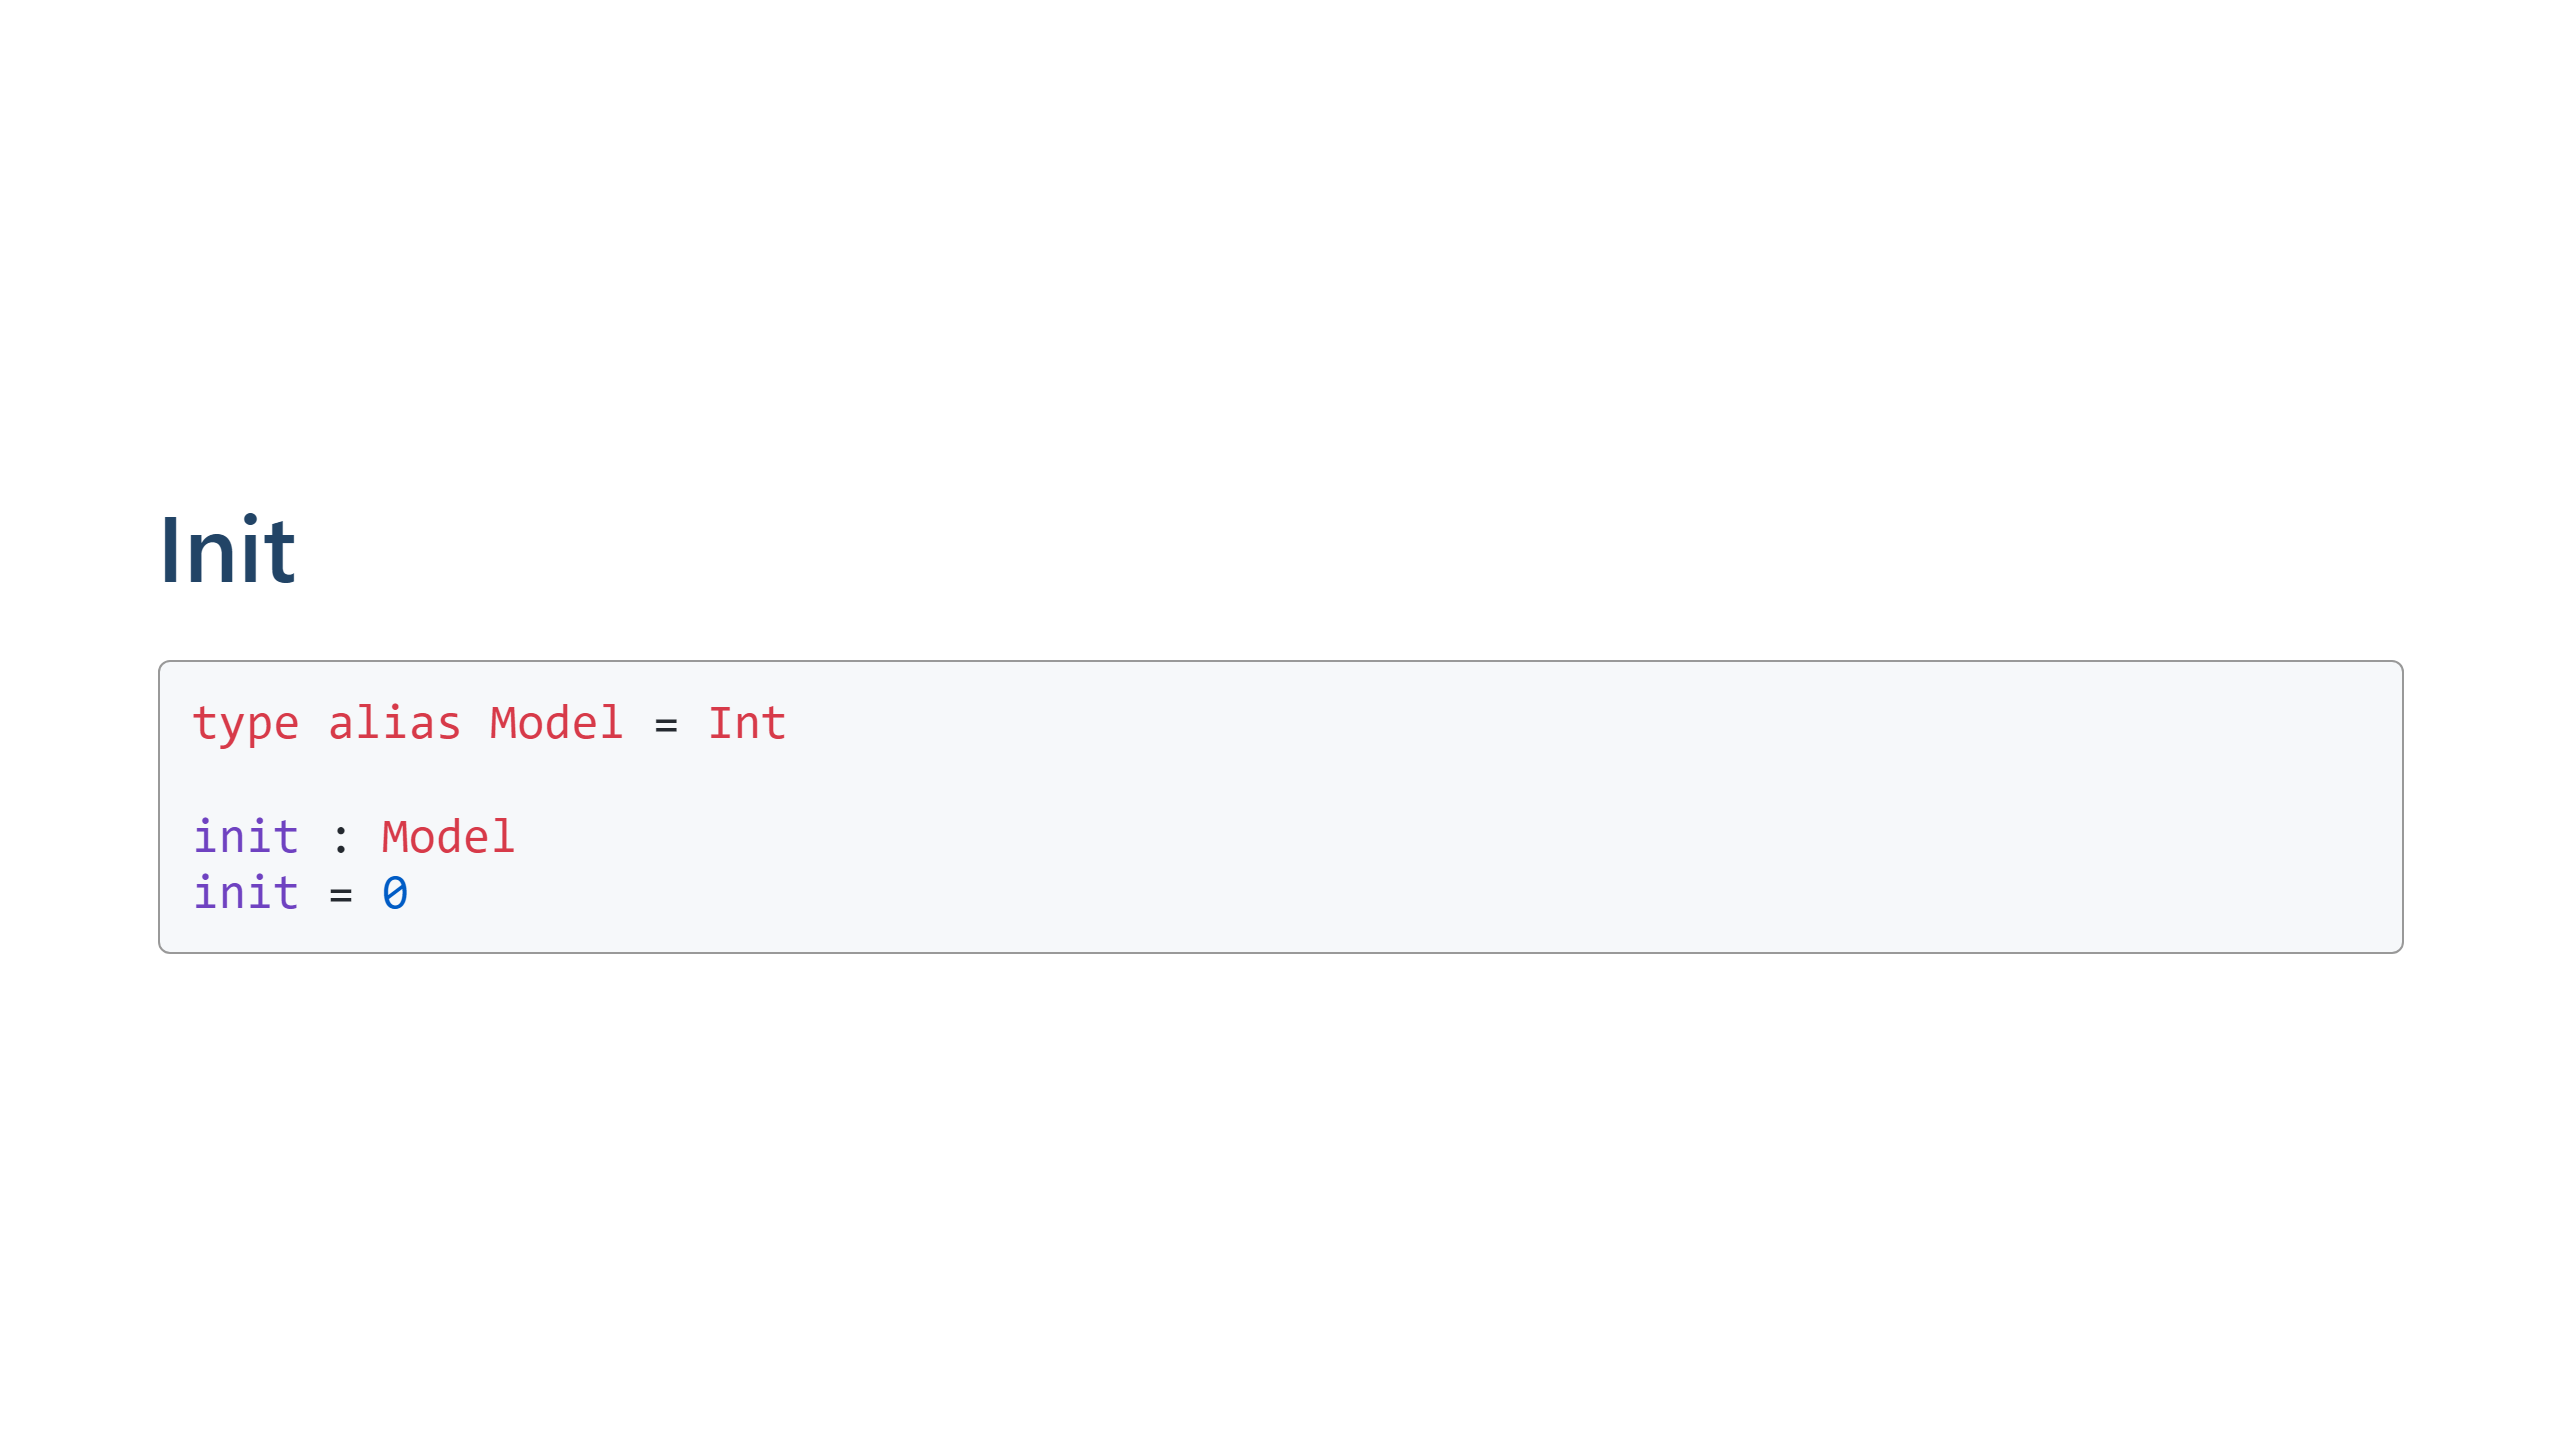 Init
type alias Model = Int
init : Model
init = 0